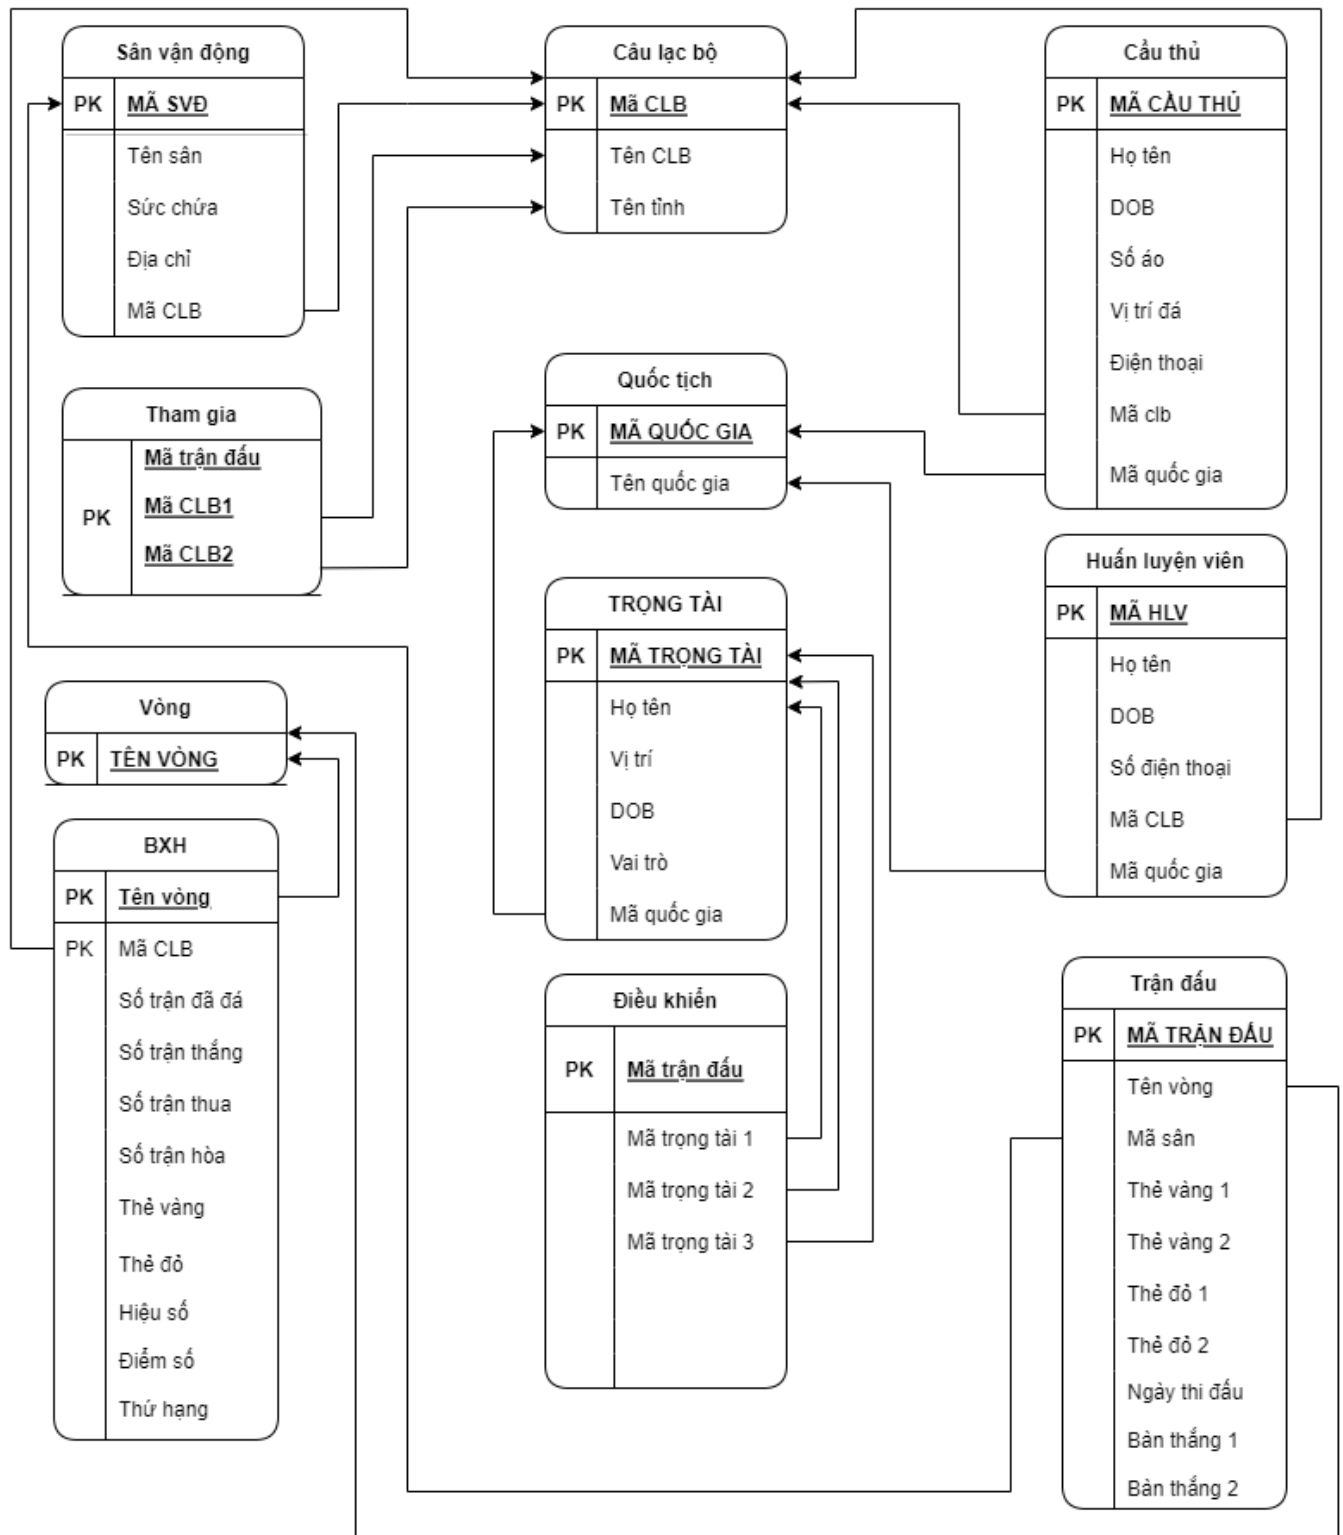 Sân vận động
PK MÃ SVĐ
Tên sân
Sức chứa
Địa chỉ
Mã CLB
Câu lạc bộ
PK Mã CLB
Tên CLB
Tên tỉnh
Cầu thủ
PK MÃ CẦU THỦ
Họ tên
DOB
Số áo
Vị trí đá
Điện thoại
Mã clb
Mã quốc gia
Tham gia
Mã trận đấu
PK Mã CLB1
Mã CLB2
Quốc tịch
PK MÃ QUỐC GIA
Tên quốc gia
Huấn luyện viên
PK MÃ HLV
Họ tên
DOB
Số điện thoại
Mã CLB
Mã quốc gia
TRỌNG TÀI
PK MÃ TRỌNG TÀI
Họ tên
Vị trí
DOB
Vai trò
Mã quốc gia
Vòng
PK TÊN VÒNG
BXH
PK Tên vòng
PK Mã CLB
Số trận đã đá
Số trận thắng
Số trận thua
Số trận hòa
Thẻ vàng
Thẻ đỏ
Hiệu số
Điểm số
Thứ hạng
Điều khiển
PK Mã trận đấu
Mã trọng tài 1
Mã trọng tài 2
Mã trọng tài 3
Trận đấu
PK MÃ TRẬN ĐẤU
Tên vòng
Mã sân
Thẻ vàng 1
Thẻ vàng 2
Thẻ đỏ 1
Thẻ đỏ 2
Ngày thi đấu
Bàn thắng 1
Bàn thắng 2